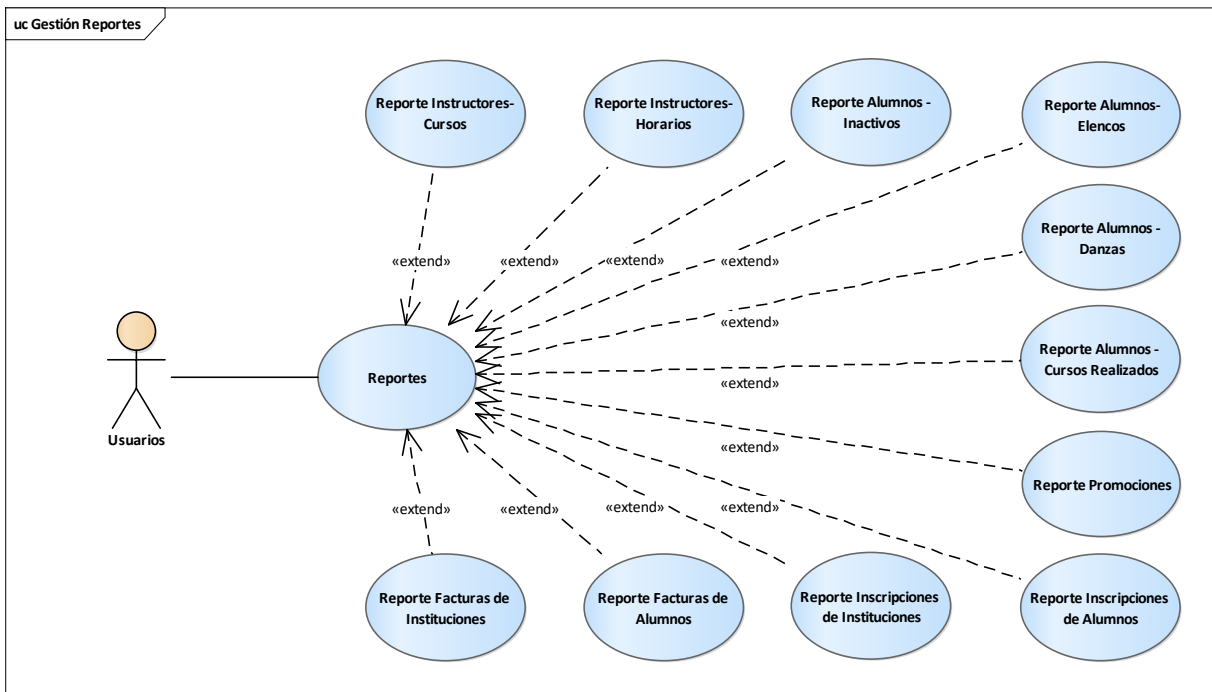 uc Gestión Reportes
Reporte Instructores-
Cursos
Reporte Instructores-
Horarios
Reporte Alumnos -
Inactivos
Reporte Alumnos-
Elencos
Reporte Alumnos -
Danzas
«extend»
«extend»
«extend»
«extend»
«extend»
Reporte Alumnos -
Cursos Realizados
Reportes
«extend»
Usuarios
«extend»
Reporte Promociones
«extend»
«extend»
«extend»
«extend»
Reporte Facturas de
Instituciones
Reporte Facturas de
Alumnos
Reporte Inscripciones
de Instituciones
Reporte Inscripciones
de Alumnos